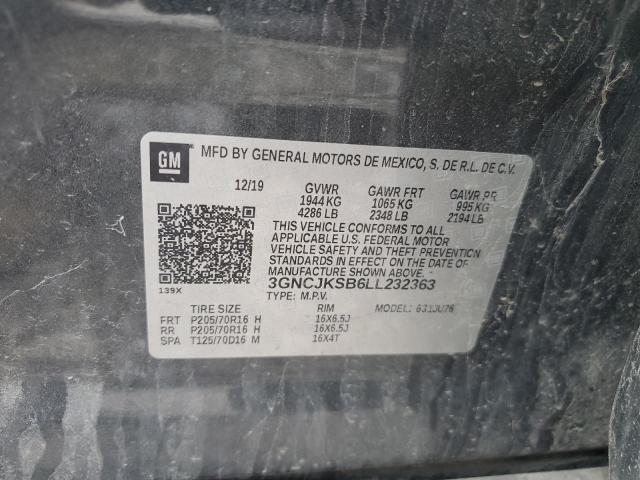 GM
MFD BY GENERAL MOTORS DE MEXICO, S. DE R.L. DE C.V.
12/19 GVWR GAWR FRT GAWR RR
1944 KG 1065 KG 995 KG
4286 LB 2348 LB 2194 LB
THIS VEHICLE CONFORMS TO ALL
APPLICABLE U.S. FEDERAL MOTOR
VEHICLE SAFETY AND THEFT PREVENTION
STANDARDS IN EFFECT ON THE DATE OF
MANUFACTURE SHOWN ABOVE.
3GNCJKSB6LL232363
139X TYPE: M.P.V. MODEL: 631JU76
TIRE SIZE RIM
FRT P205/70R16 H 16X6.5J
RR P205/70R16 H 16X6.5J
SPA T125/70D16 M 16X4T